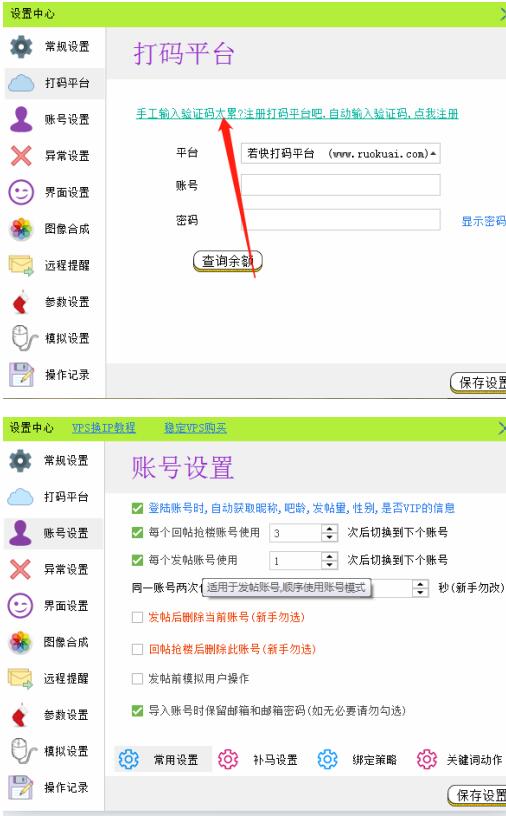 设置中心
常规设置
打码平台
打码平台
手工输入验证码太累?注册打码平台吧,自动输入验证码,点我注册
账号设置
异常设置
平台 若快打码平台 (www.ruokuai.com)
账号
界面设置
密码 显示密码
图像合成
查询余额
远程提醒
参数设置
模拟设置
操作记录
保存设置
设置中心 VPS换IP教程 稳定VPS购买
常规设置
账号设置
打码平台
登陆账号时,自动获取昵称,吧龄,发帖量,性别,是否VIP的信息
账号设置
每个回帖抢楼账号使用 3 次后切换到下个账号
每个发帖账号使用 1 次后切换到下个账号
异常设置
同一账号两次 适用于发帖账号,顺序使用账号模式 秒(新手勿改)
界面设置
发帖后删除当前账号(新手勿选)
图像合成
回帖抢楼后删除此账号(新手勿选)
远程提醒
发帖前模拟用户操作
参数设置
导入账号时保留邮箱和邮箱密码(如无必要请勿勾选)
模拟设置
常用设置 补马设置 绑定策略 关键词动作
操作记录
保存设置